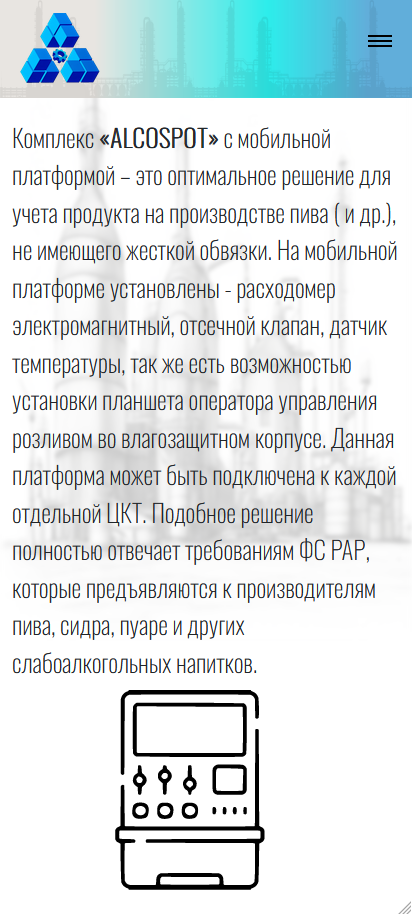 Комплекс «ALCOSPOT» с мобильной
платформой – это оптимальное решение для
учета продукта на производстве пива ( и др.),
не имеющего жесткой обвязки. На мобильной
платформе установлены - расходомер
электромагнитный, отсечной клапан, датчик
температуры, так же есть возможностью
установки планшета оператора управления
розливом во влагозащитном корпусе. Данная
платформа может быть подключена к каждой
отдельной ЦКТ. Подобное решение
полностью отвечает требованиям ФС РАР,
которые предъявляются к производителям
пива, сидра, пуаре и других
слабоалкогольных напитков.